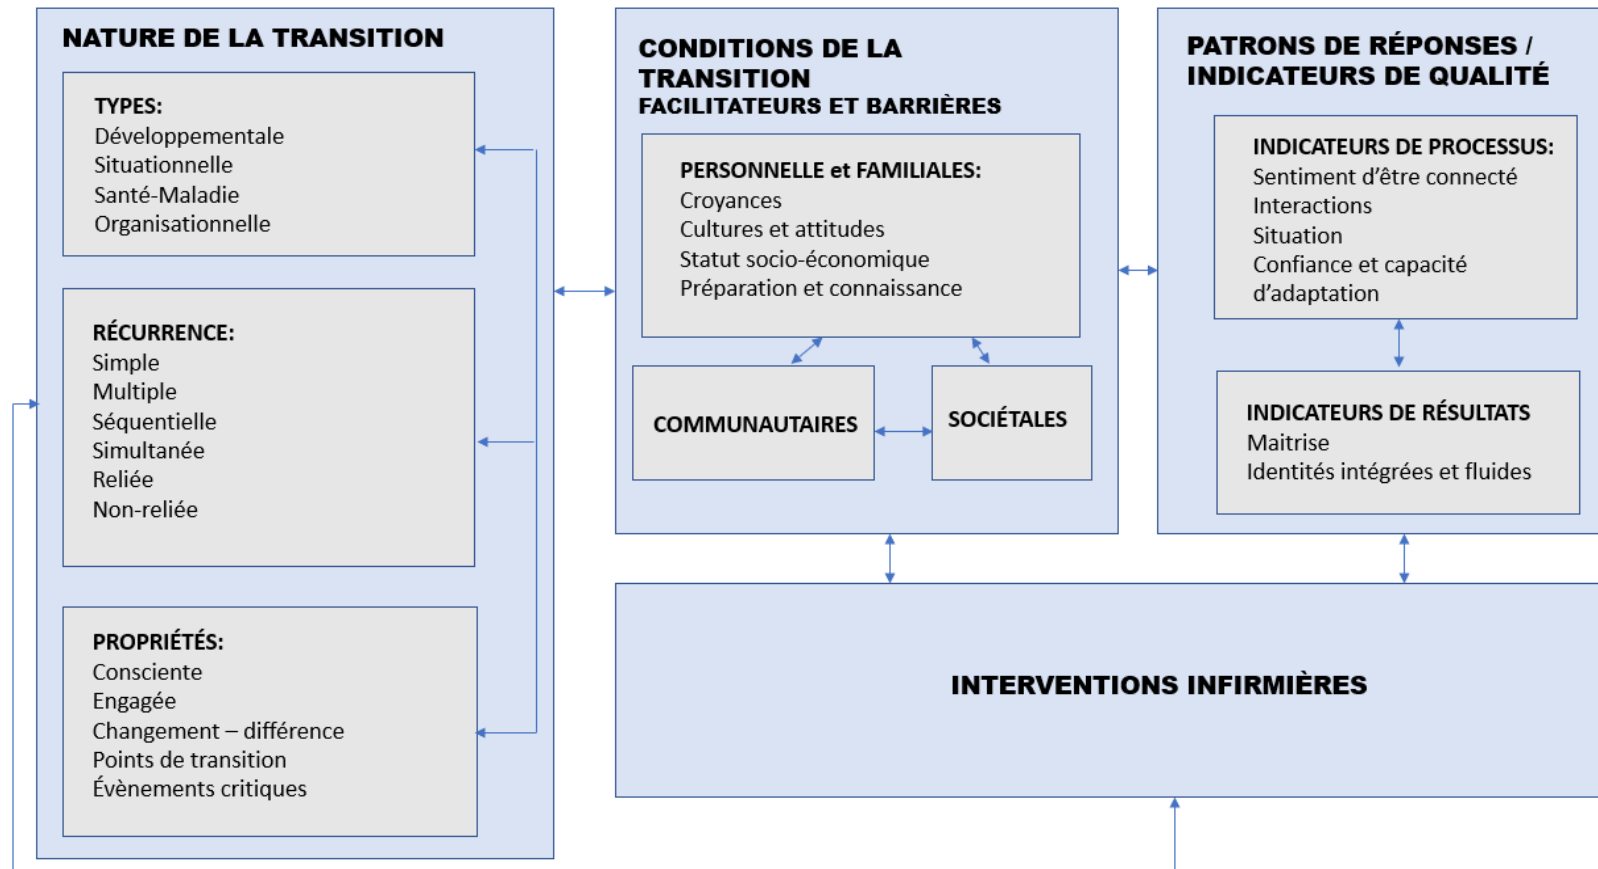 NATURE DE LA TRANSITION
TYPES:
Développementale
Situationnelle
Santé-Maladie
Organisationnelle
RÉCURRENCE:
Simple
Multiple
Séquentielle
Simultanée
Reliée
Non-reliée
PROPRIÉTÉS:
Consciente
Engagée
Changement – différence
Points de transition
Évènements critiques
CONDITIONS DE LA
TRANSITION
FACILITATEURS ET BARRIÈRES
PERSONNELLE et FAMILIALES:
Croyances
Cultures et attitudes
Statut socio-économique
Préparation et connaissance
COMMUNAUTAIRES
SOCIÉTALES
PATRONS DE RÉPONSES /
INDICATEURS DE QUALITÉ
INDICATEURS DE PROCESSUS:
Sentiment d’être connecté
Interactions
Situation
Confiance et capacité
d’adaptation
INDICATEURS DE RÉSULTATS
Maitrise
Identités intégrées et fluides
INTERVENTIONS INFIRMIÈRES